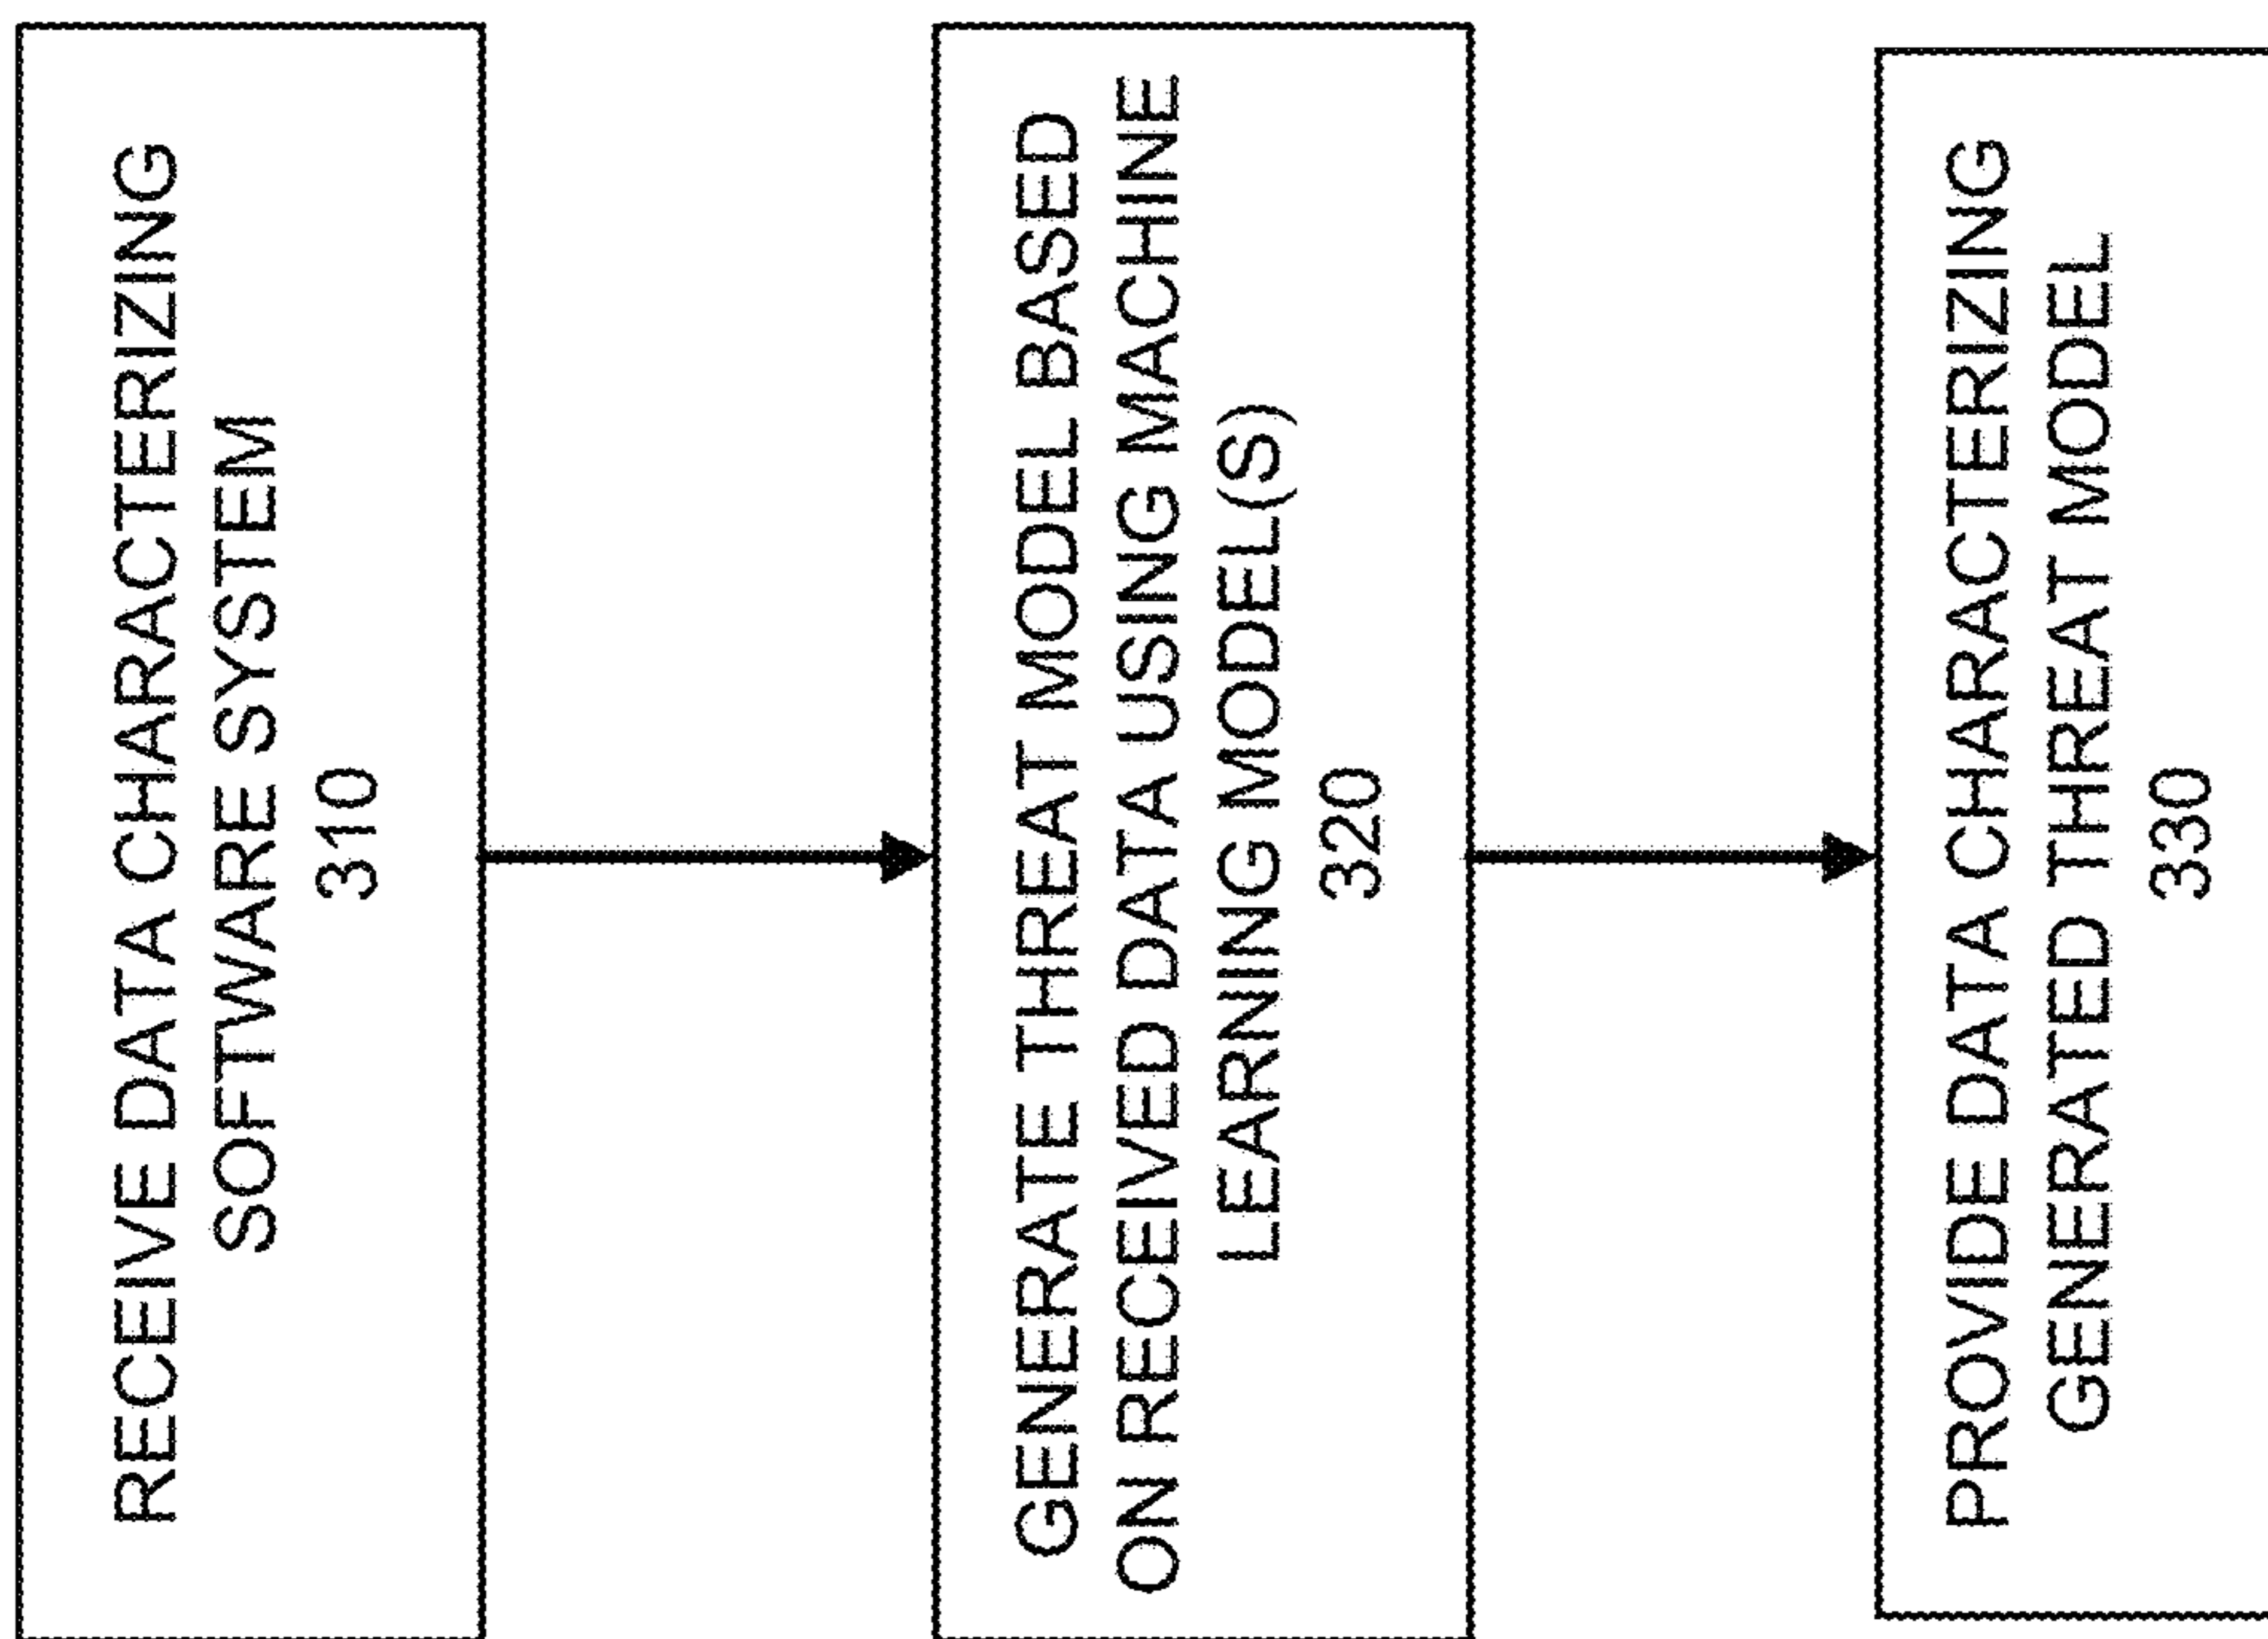 RECEIVE DATA CHARACTERIZING
SOFTWARE SYSTEM
310
GENERATE THREAT MODEL BASED
ON RECEIVED DATA USING MACHINE
LEARNING MODEL(S)
320
PROVIDE DATA CHARACTERIZING
GENERATED THREAT MODEL
330